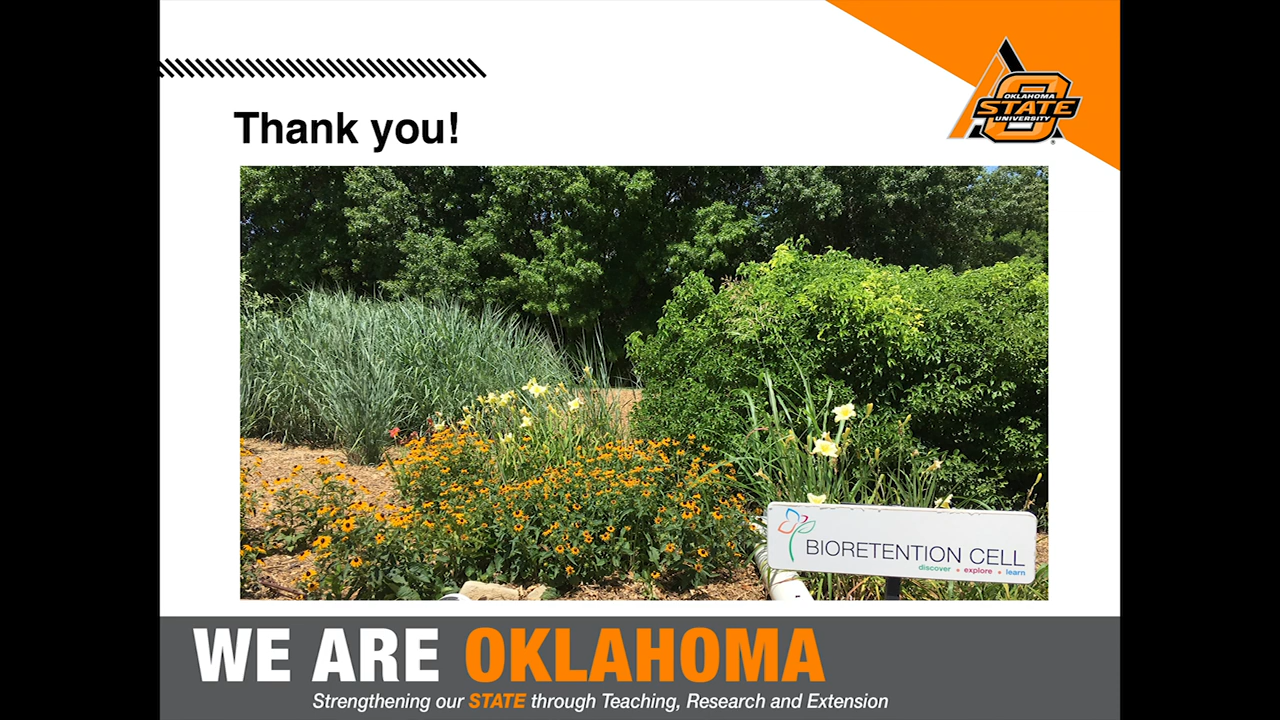 Thank you!
OKLAHOMA
STATE
UNIVERSITY
BIORETENTION CELL
discover • explore • learn
WE ARE OKLAHOMA
Strengthening our STATE through Teaching, Research and Extension